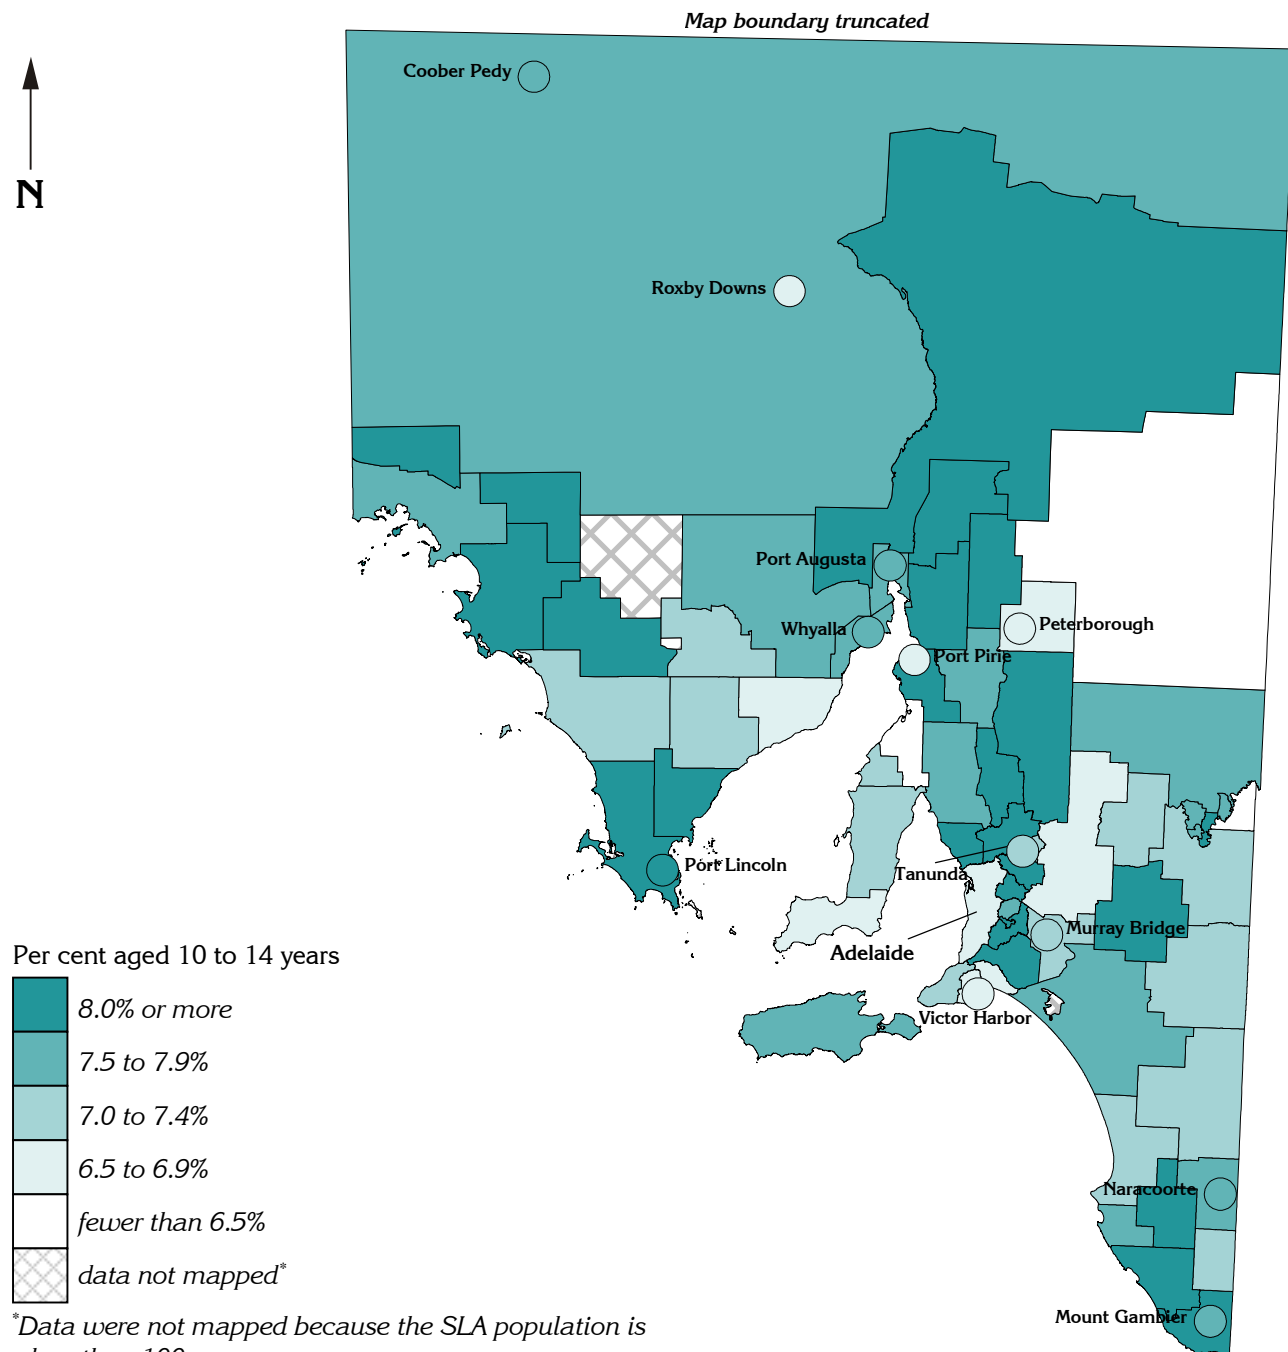 Map boundary truncated
Coober Pedy
N
Roxby Downs
Port Augusta
Whyalla
Peterborough
Port Pirie
Port Lincoln
Tanunda
Murray Bridge
Adelaide
Victor Harbor
Naracoorte
Mount Gambier
Per cent aged 10 to 14 years
8.0% or more
7.5 to 7.9%
7.0 to 7.4%
6.5 to 6.9%
fewer than 6.5%
data not mapped*
*Data were not mapped because the SLA population is